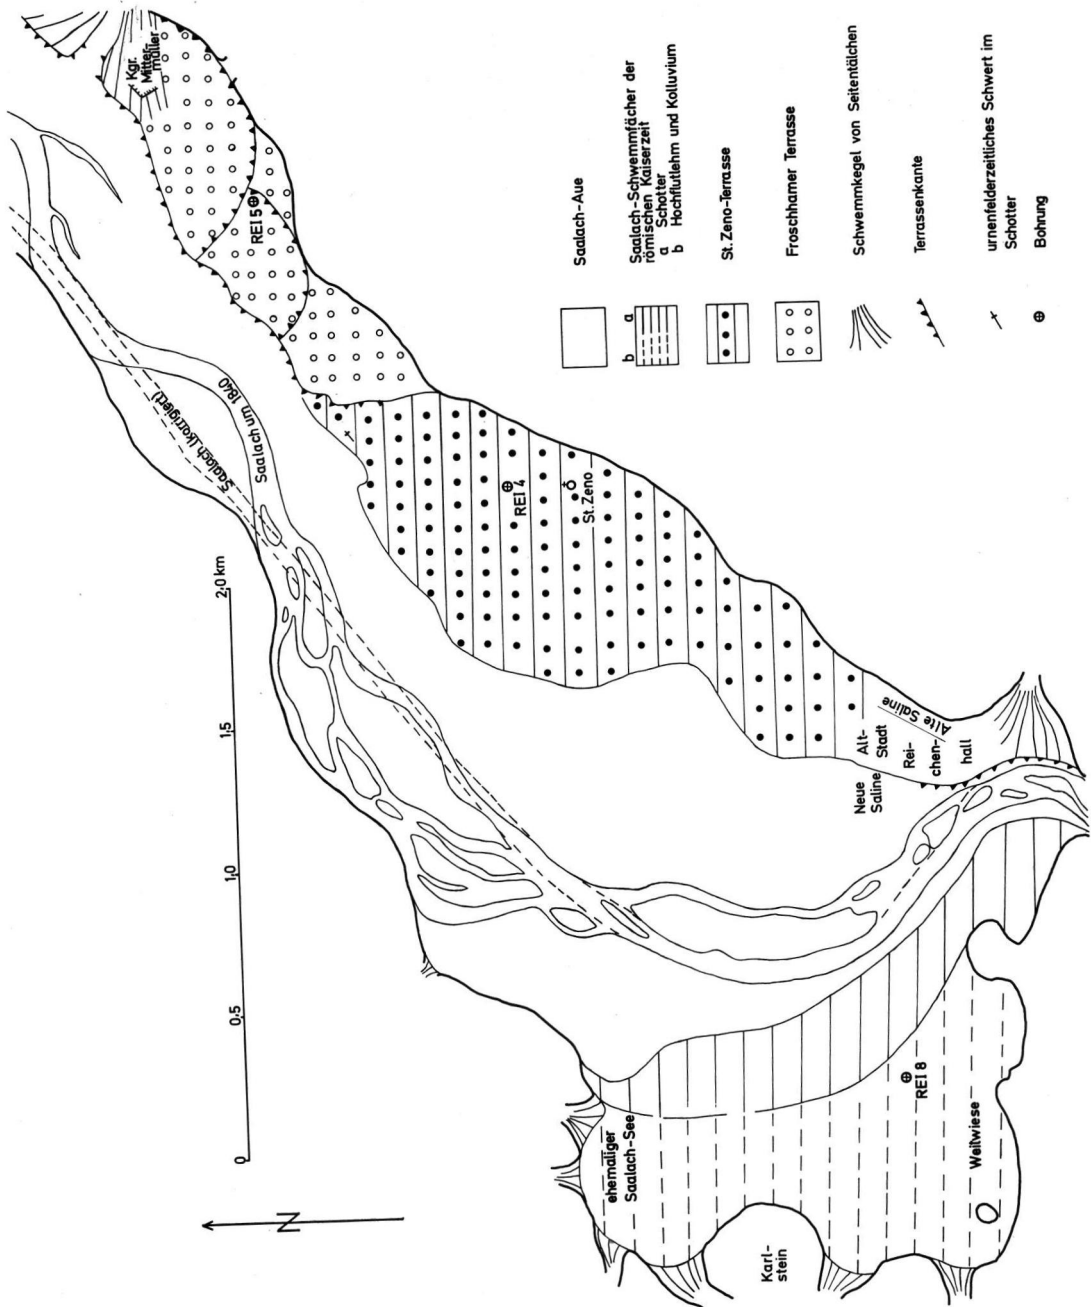 Kgr.
Mitter-
müller
REI 5
Saalach (korrigiert)
Saalach um 1840
REI 4
St. Zeno
2,0 km
1,5
1,0
0,5
0
N
Alte Saline
Alt-
Stadt
Rei-
chen-
hall
Neue
Saline
REI 8
ehemaliger
Saalach-See
Weitwiese
Karl-
stein
Saalach-Aue
b a
Saalach-Schwemmfächer der
römischen Kaiserzeit
a Schotter
b Hochflutlehm und Kolluvium
St. Zeno-Terrasse
Froschhamer Terrasse
Schwemmkegel von Seitentälchen
Terrassenkante
urnenfelderzeitliches Schwert im
Schotter
Bohrung